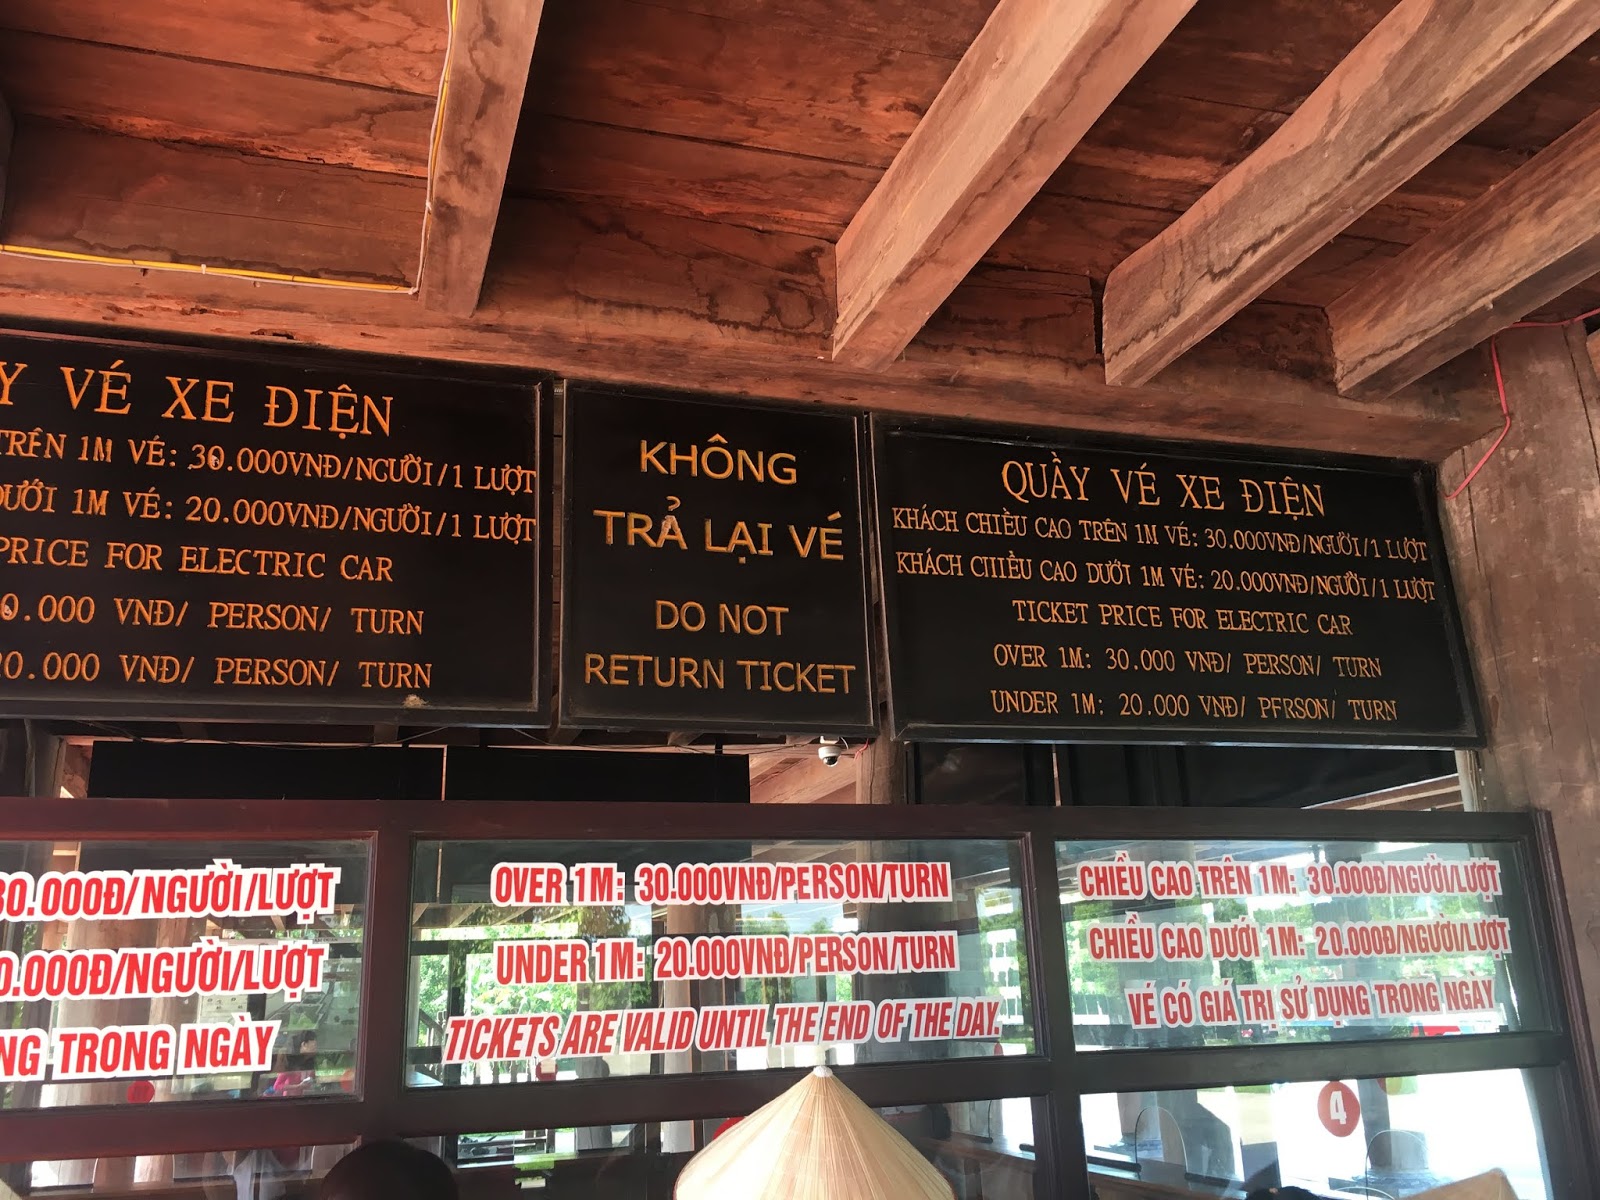 VÉ XE ĐIỆN
TRÊN 1M VÉ: 30.000VNĐ/NGƯỜI/1 LƯỢT
DƯỚI 1M VÉ: 20.000VNĐ/NGƯỜI/1 LƯỢT
PRICE FOR ELECTRIC CAR
0.000 VNĐ/ PERSON/ TURN
20.000 VNĐ/ PERSON/ TURN
KHÔNG
TRẢ LẠI VÉ
DO NOT
RETURN TICKET
QUẦY VÉ XE ĐIỆN
KHÁCH CHIỀU CAO TRÊN 1M VÉ: 30.000VNĐ/NGƯỜI/1 LƯỢT
KHÁCH CHIỀU CAO DƯỚI 1M VÉ: 20.000VNĐ/NGƯỜI/1 LƯỢT
TICKET PRICE FOR ELECTRIC CAR
OVER 1M: 30.000 VNĐ/ PERSON/ TURN
UNDER 1M: 20.000 VNĐ/ PERSON/ TURN
30.000Đ/NGƯỜI/LƯỢT
0.000Đ/NGƯỜI/LƯỢT
NG TRONG NGÀY
OVER 1M: 30.000VNĐ/PERSON/TURN
UNDER 1M: 20.000VNĐ/PERSON/TURN
TICKETS ARE VALID UNTIL THE END OF THE DAY.
CHIỀU CAO TRÊN 1M: 30.000Đ/NGƯỜI/LƯỢT
CHIỀU CAO DƯỚI 1M: 20.000Đ/NGƯỜI/LƯỢT
VÉ CÓ GIÁ TRỊ SỬ DỤNG TRONG NGÀY
4